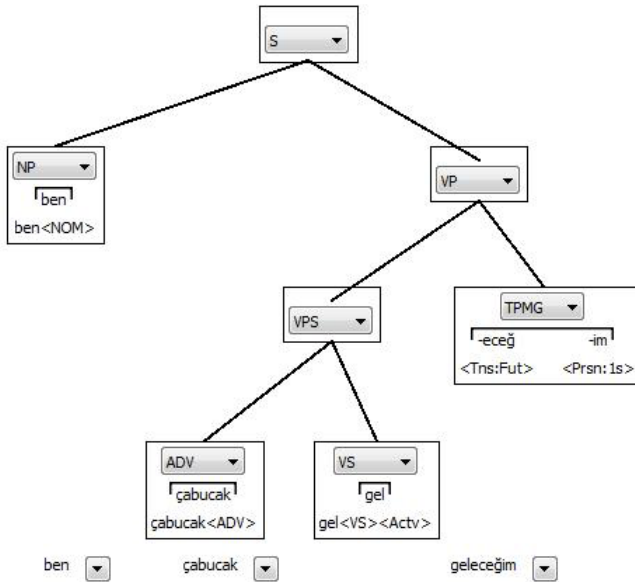 S
NP
ben
ben<NOM>
VP
VPS
TPMG
-eceğ -im
<Tns:Fut> <Prsn:1s>
ADV
çabucak
çabucak<ADV>
VS
gel
gel<VS><Actv>
ben çabucak geleceğim